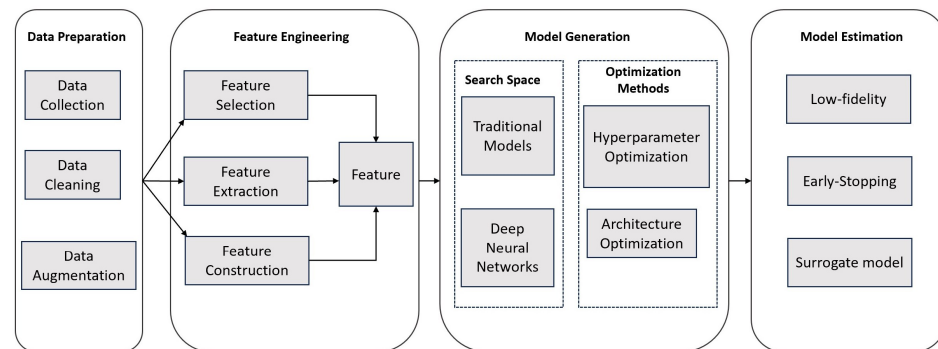 Data Preparation
Data
Collection
Data
Cleaning
Data
Augmentation
Feature Engineering
Feature
Selection
Feature
Extraction
Feature
Construction
Feature
Model Generation
Search Space
Traditional
Models
Deep
Neural
Networks
Optimization
Methods
Hyperparameter
Optimization
Architecture
Optimization
Model Estimation
Low-fidelity
Early-Stopping
Surrogate model